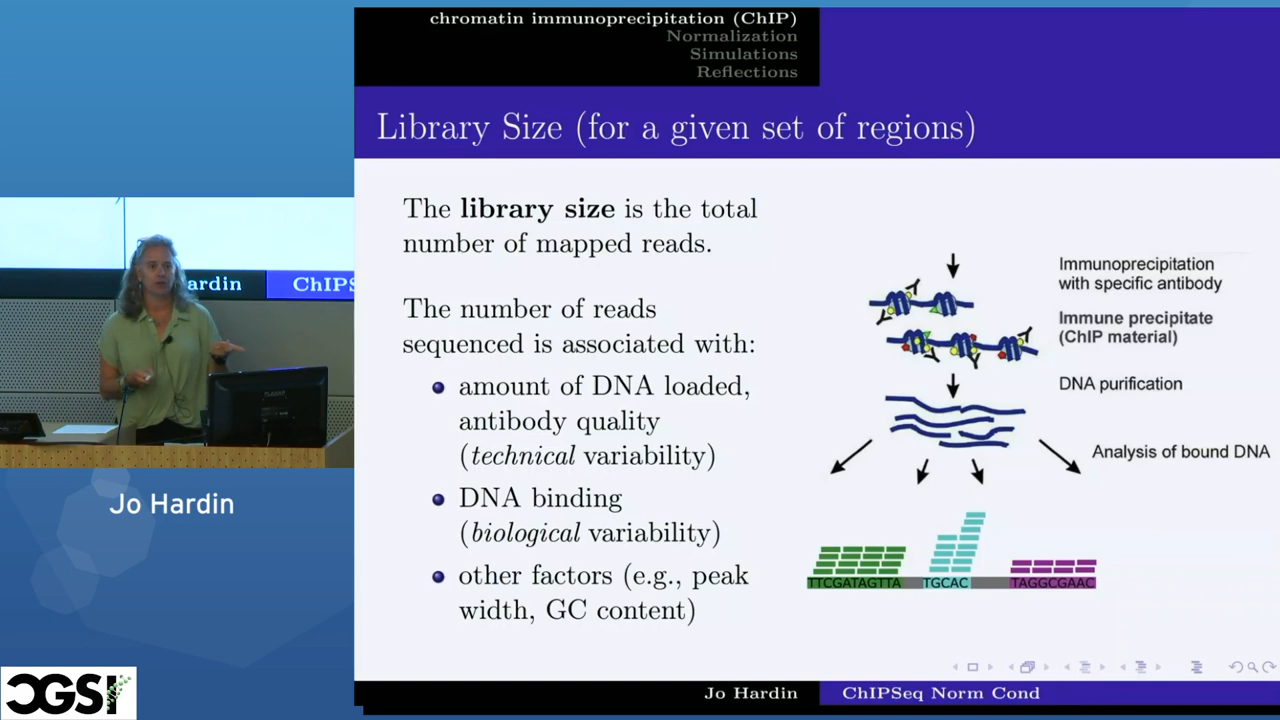 chromatin immunoprecipitation (ChIP)
Normalization
Simulations
Reflections
Library Size (for a given set of regions)
The library size is the total
number of mapped reads.
The number of reads
sequenced is associated with:
amount of DNA loaded,
antibody quality
(technical variability)
DNA binding
(biological variability)
other factors (e.g., peak
width, GC content)
Immunoprecipitation
with specific antibody
Immune precipitate
(ChIP material)
DNA purification
Analysis of bound DNA
TTCGATAGTTA
TGCAC
TAGGCGAAC
Jo Hardin
ChIPSeq Norm Cond
ardin
ChIPS
Jo Hardin
CGSI